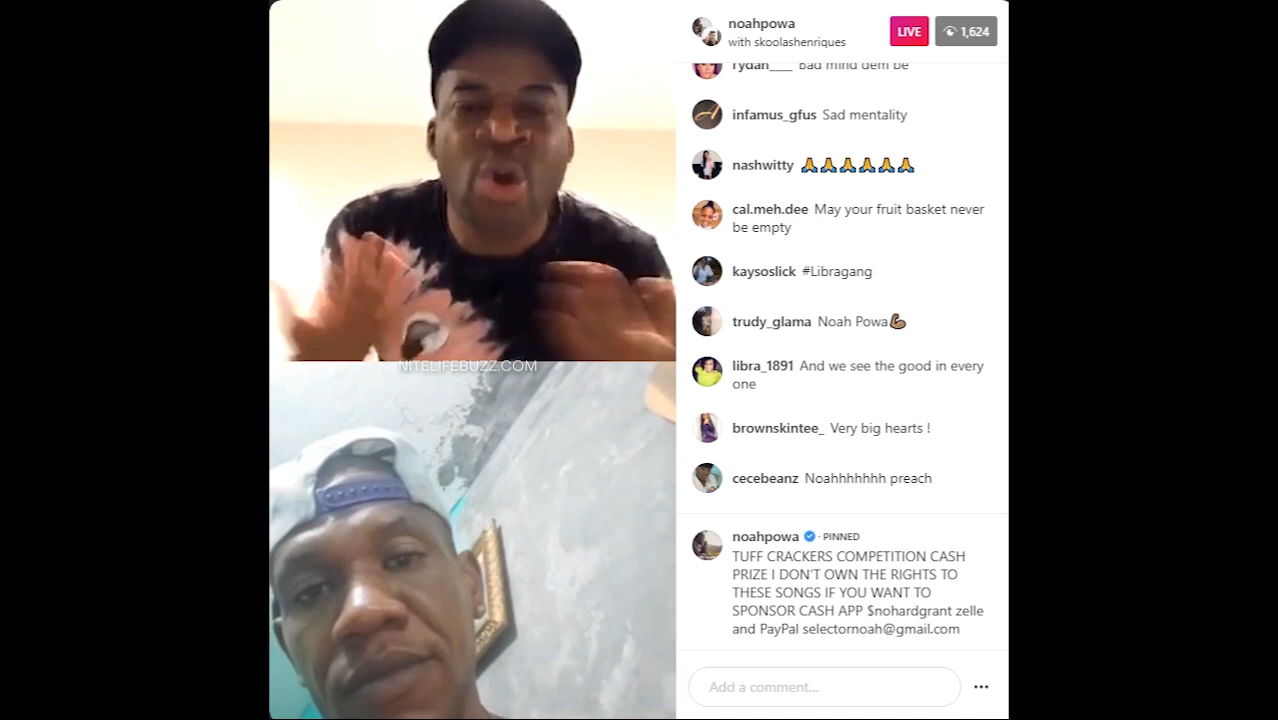 noahpowa
with skoolashenriques
LIVE
1,624
rydah____ Bad mind dem be
infamus_gfus Sad mentality
nashwitty 🙏🙏🙏🙏🙏🙏
cal.meh.dee May your fruit basket never
be empty
kaysoslick #Libragang
trudy_glama Noah Powa💪🏽
libra_1891 And we see the good in every
one
brownskintee_ Very big hearts !
cecebeanz Noahhhhhhh preach
noahpowa · PINNED
TUFF CRACKERS COMPETITION CASH
PRIZE I DON'T OWN THE RIGHTS TO
THESE SONGS IF YOU WANT TO
SPONSOR CASH APP $nohardgrant zelle
and PayPal selectornoah@gmail.com
Add a comment...
NITELIFEBUZZ.COM